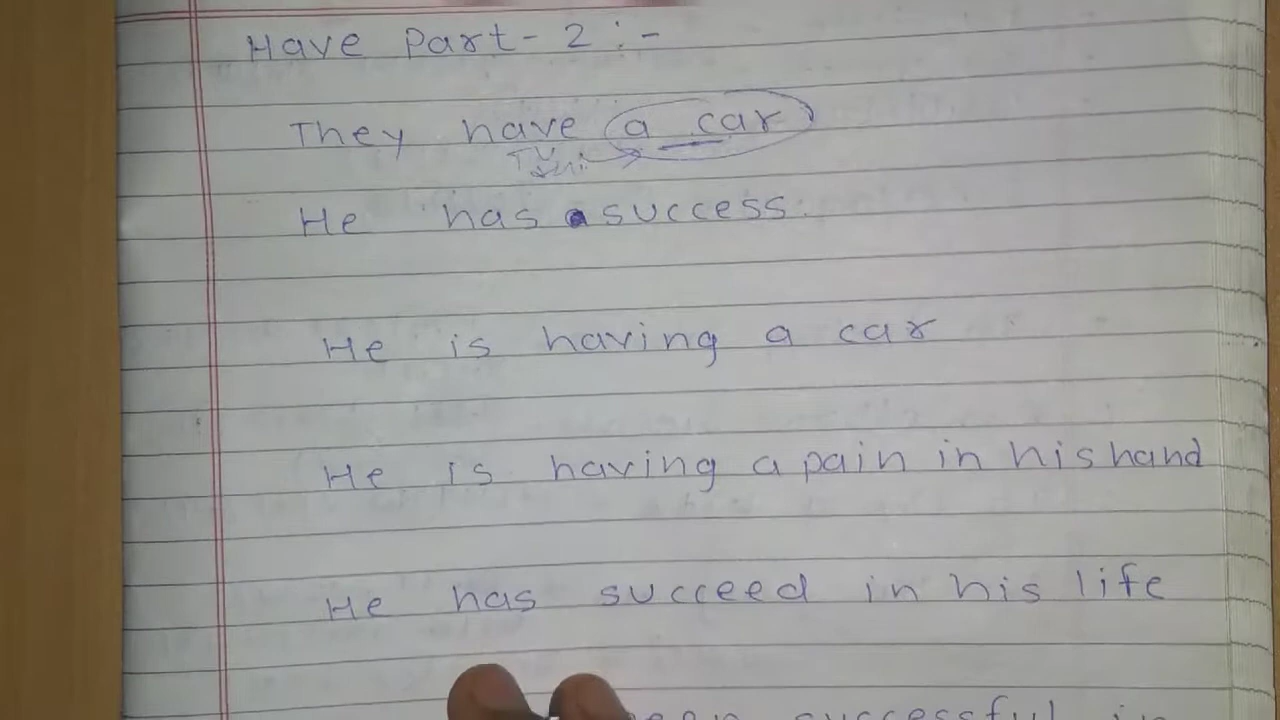 Have Part-2:-
They have a car
He has success.
He is having a car
He is having a pain in his hand
He has succeed in his life
successful in